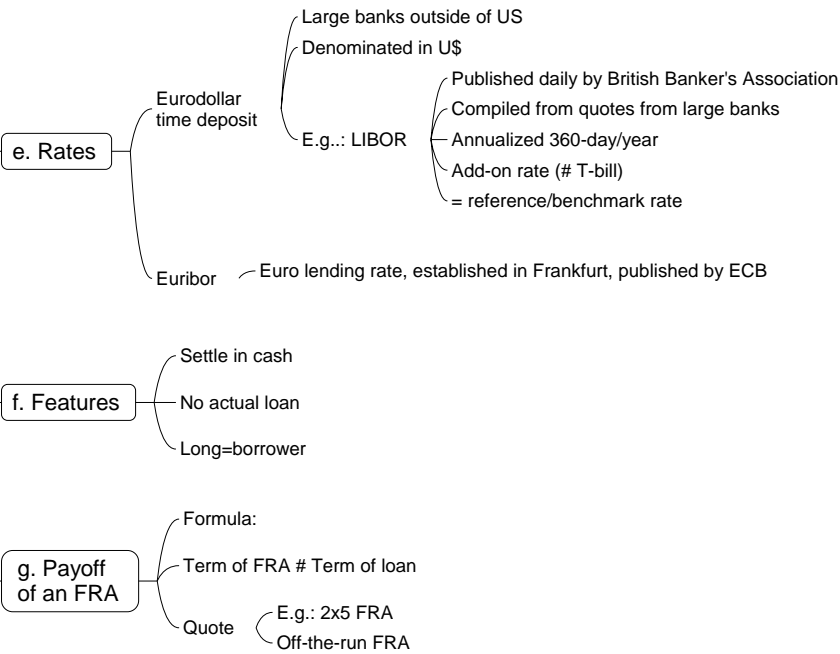 Large banks outside of US
Denominated in U$
Eurodollar
time deposit
Published daily by British Banker's Association
Compiled from quotes from large banks
E.g..: LIBOR
Annualized 360-day/year
e. Rates
Add-on rate (# T-bill)
= reference/benchmark rate
Euribor
Euro lending rate, established in Frankfurt, published by ECB
Settle in cash
f. Features
No actual loan
Long=borrower
Formula:
g. Payoff
of an FRA
Term of FRA # Term of loan
Quote
E.g.: 2x5 FRA
Off-the-run FRA